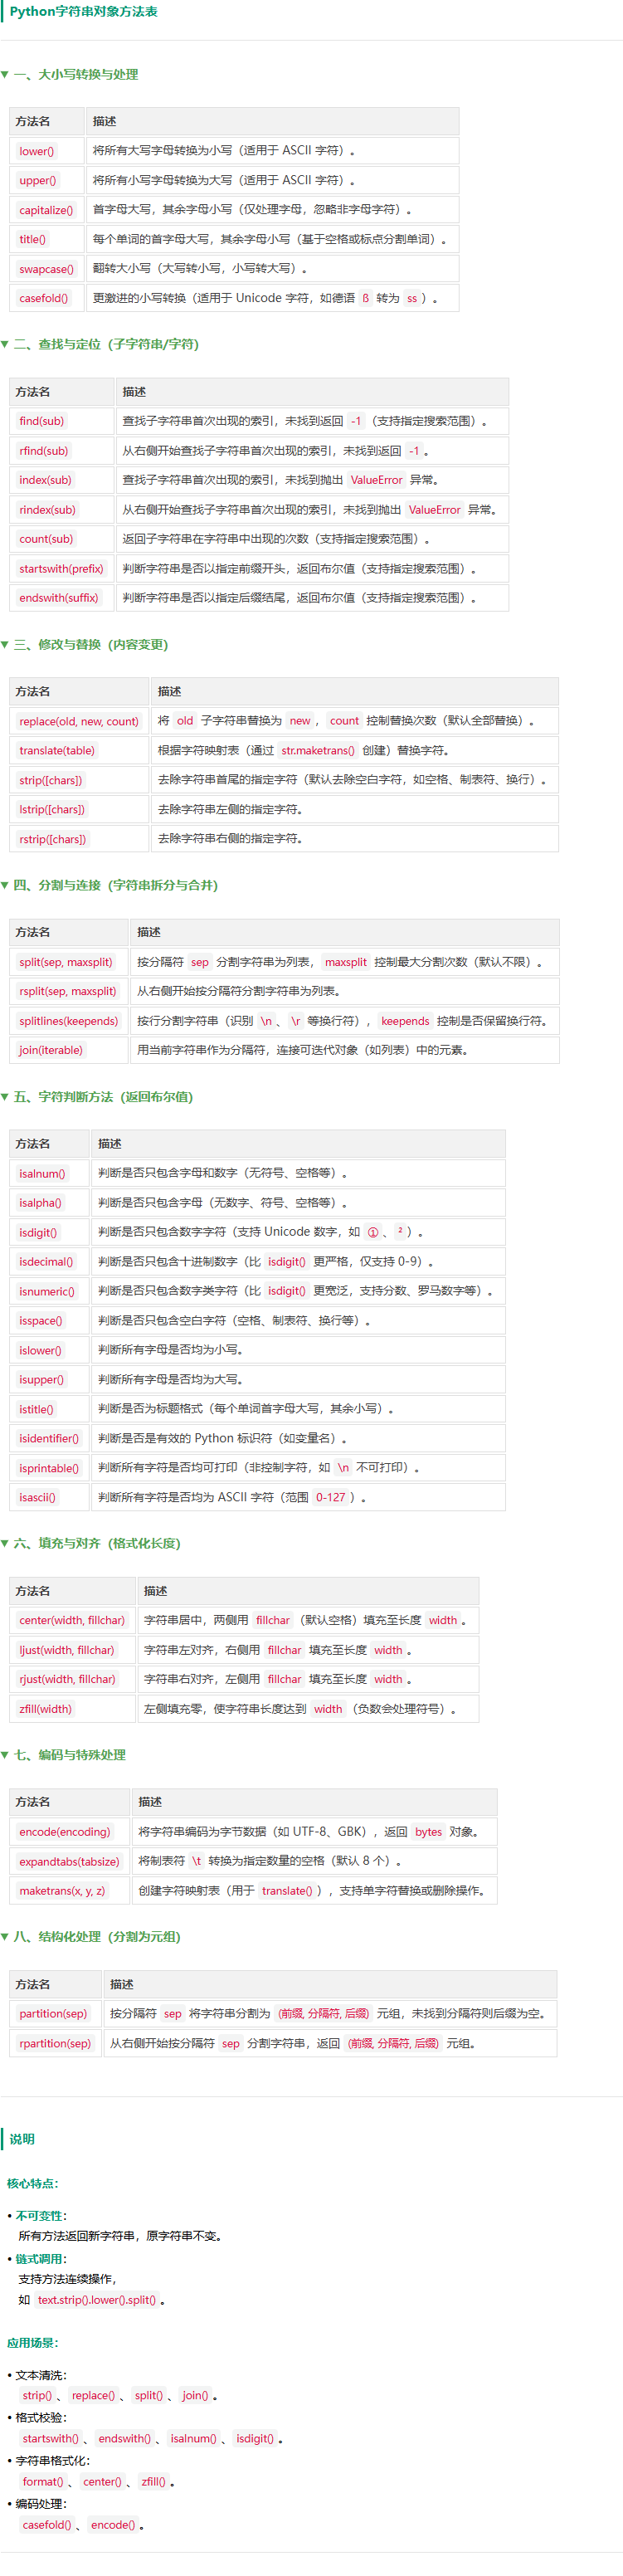 Python字符串对象方法表
一、大小写转换与处理
方法名 描述
lower() 将所有大写字母转换为小写（适用于 ASCII 字符）。
upper() 将所有小写字母转换为大写（适用于 ASCII 字符）。
capitalize() 首字母大写，其余字母小写（仅处理字母，忽略非字母字符）。
title() 每个单词的首字母大写，其余字母小写（基于空格或标点分割单词）。
swapcase() 翻转大小写（大写转小写，小写转大写）。
casefold() 更激进的小写转换（适用于 Unicode 字符，如德语 ß 转为 ss ）。
二、查找与定位（子字符串/字符）
方法名 描述
find(sub) 查找子字符串首次出现的索引，未找到返回 -1（支持指定搜索范围）。
rfind(sub) 从右侧开始查找子字符串首次出现的索引，未找到返回 -1。
index(sub) 查找子字符串首次出现的索引，未找到抛出 ValueError 异常。
rindex(sub) 从右侧开始查找子字符串首次出现的索引，未找到抛出 ValueError 异常。
count(sub) 返回子字符串在字符串中出现的次数（支持指定搜索范围）。
startswith(prefix) 判断字符串是否以指定前缀开头，返回布尔值（支持指定搜索范围）。
endswith(suffix) 判断字符串是否以指定后缀结尾，返回布尔值（支持指定搜索范围）。
三、修改与替换（内容变更）
方法名 描述
replace(old, new, count) 将 old 子字符串替换为 new ， count 控制替换次数（默认全部替换）。
translate(table) 根据字符映射表（通过 str.maketrans() 创建）替换字符。
strip([chars]) 去除字符串首尾的指定字符（默认去除空白字符，如空格、制表符、换行）。
lstrip([chars]) 去除字符串左侧的指定字符。
rstrip([chars]) 去除字符串右侧的指定字符。
四、分割与连接（字符串拆分与合并）
方法名 描述
split(sep, maxsplit) 按分隔符 sep 分割字符串为列表， maxsplit 控制最大分割次数（默认不限）。
rsplit(sep, maxsplit) 从右侧开始按分隔符分割字符串为列表。
splitlines(keepends) 按行分割字符串（识别 \n 、 \r 等换行符）， keepends 控制是否保留换行符。
join(iterable) 用当前字符串作为分隔符，连接可迭代对象（如列表）中的元素。
五、字符判断方法（返回布尔值）
方法名 描述
isalnum() 判断是否只包含字母和数字（无符号、空格等）。
isalpha() 判断是否只包含字母（无数字、符号、空格等）。
isdigit() 判断是否只包含数字字符（支持 Unicode 数字，如 ① 、 ² ）。
isdecimal() 判断是否只包含十进制数字（比 isdigit() 更严格，仅支持 0-9）。
isnumeric() 判断是否只包含数字类字符（比 isdigit() 更宽泛，支持分数、罗马数字等）。
isspace() 判断是否只包含空白字符（空格、制表符、换行等）。
islower() 判断所有字母是否均为小写。
isupper() 判断所有字母是否均为大写。
istitle() 判断是否为标题格式（每个单词首字母大写，其余小写）。
isidentifier() 判断是否是有效的 Python 标识符（如变量名）。
isprintable() 判断所有字符是否均可打印（非控制字符，如 \n 不可打印）。
isascii() 判断所有字符是否均为 ASCII 字符（范围 0-127 ）。
六、填充与对齐（格式化长度）
方法名 描述
center(width, fillchar) 字符串居中，两侧用 fillchar（默认空格）填充至长度 width 。
ljust(width, fillchar) 字符串左对齐，右侧用 fillchar 填充至长度 width 。
rjust(width, fillchar) 字符串右对齐，左侧用 fillchar 填充至长度 width 。
zfill(width) 左侧填充零，使字符串长度达到 width（负数会处理符号）。
七、编码与特殊处理
方法名 描述
encode(encoding) 将字符串编码为字节数据（如 UTF-8、GBK），返回 bytes 对象。
expandtabs(tabsize) 将制表符 \t 转换为指定数量的空格（默认 8 个）。
maketrans(x, y, z) 创建字符映射表（用于 translate() ），支持单字符替换或删除操作。
八、结构化处理（分割为元组）
方法名 描述
partition(sep) 按分隔符 sep 将字符串分割为 (前缀, 分隔符, 后缀) 元组，未找到分隔符则后缀为空。
rpartition(sep) 从右侧开始按分隔符 sep 分割字符串，返回 (前缀, 分隔符, 后缀) 元组。
说明
核心特点：
• 不可变性：
所有方法返回新字符串，原字符串不变。
• 链式调用：
支持方法连续操作，
如 text.strip().lower().split() 。
应用场景：
• 文本清洗：
strip() 、 replace() 、 split() 、 join() 。
• 格式校验：
startswith() 、 endswith() 、 isalnum() 、 isdigit() 。
• 字符串格式化：
format() 、 center() 、 zfill() 。
• 编码处理：
casefold() 、 encode() 。